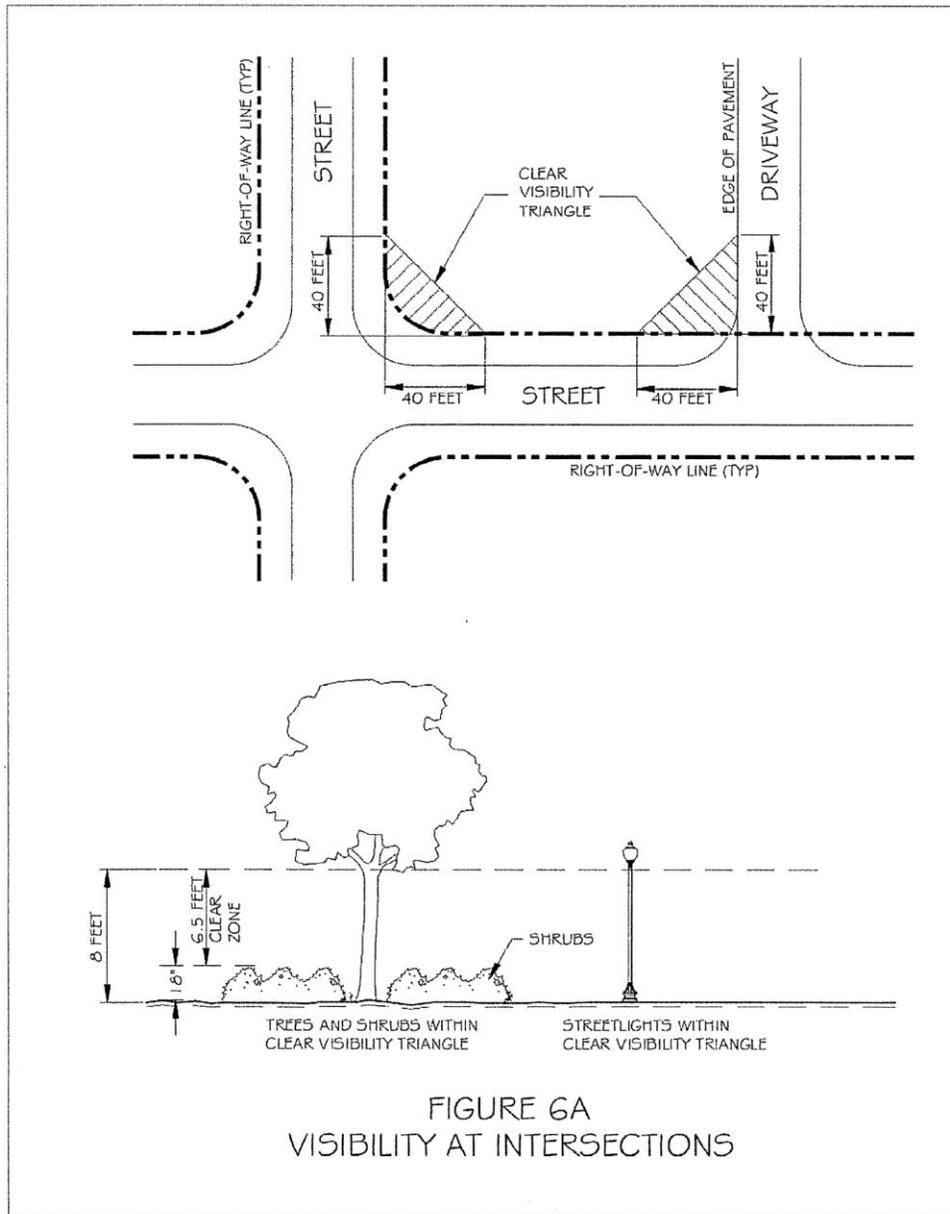 RIGHT-OF-WAY LINE (TYP)
STREET
EDGE OF PAVEMENT
DRIVEWAY
CLEAR
VISIBILITY
TRIANGLE
40 FEET
40 FEET
40 FEET
STREET
40 FEET
RIGHT-OF-WAY LINE (TYP)
8 FEET
6.5 FEET
CLEAR
ZONE
18"
SHRUBS
TREES AND SHRUBS WITHIN
CLEAR VISIBILITY TRIANGLE
STREETLIGHTS WITHIN
CLEAR VISIBILITY TRIANGLE
FIGURE 6A
VISIBILITY AT INTERSECTIONS